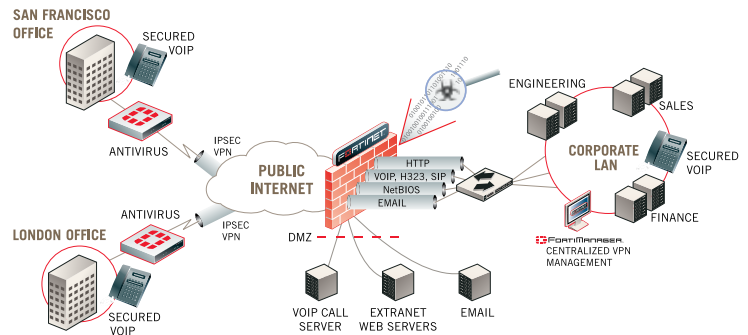 SAN FRANCISCO
OFFICE
SECURED
VOIP
ANTIVIRUS
IPSEC
VPN
PUBLIC
INTERNET
ANTIVIRUS
IPSEC
VPN
LONDON OFFICE
SECURED
VOIP
FORTINET
HTTP
VOIP, H323, SIP
NetBIOS
EMAIL
DMZ
VOIP CALL
SERVER
EXTRANET
WEB SERVERS
EMAIL
ENGINEERING
SALES
CORPORATE
LAN
SECURED
VOIP
FINANCE
FORTIMANAGER
CENTRALIZED VPN
MANAGEMENT